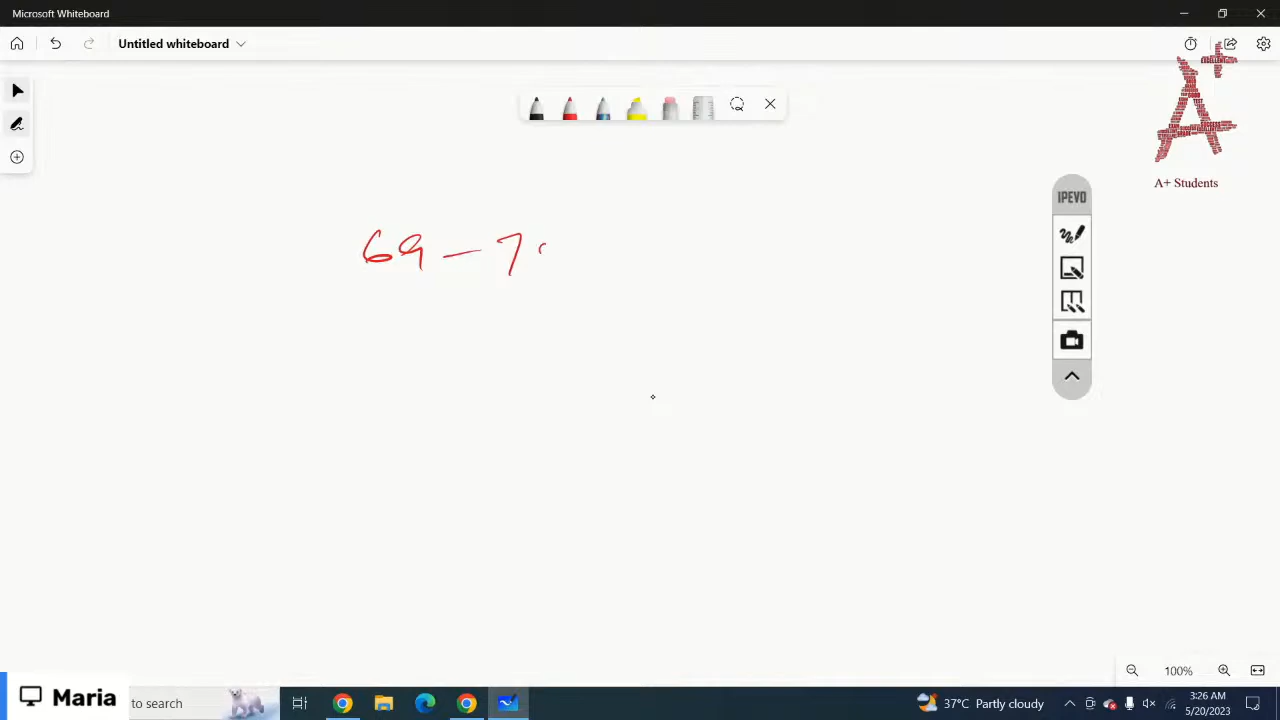 Microsoft Whiteboard
Untitled whiteboard
A+ Students
IPEVO
69 - 7
100%
Maria
to search
37°C Partly cloudy
3:26 AM
5/20/2023